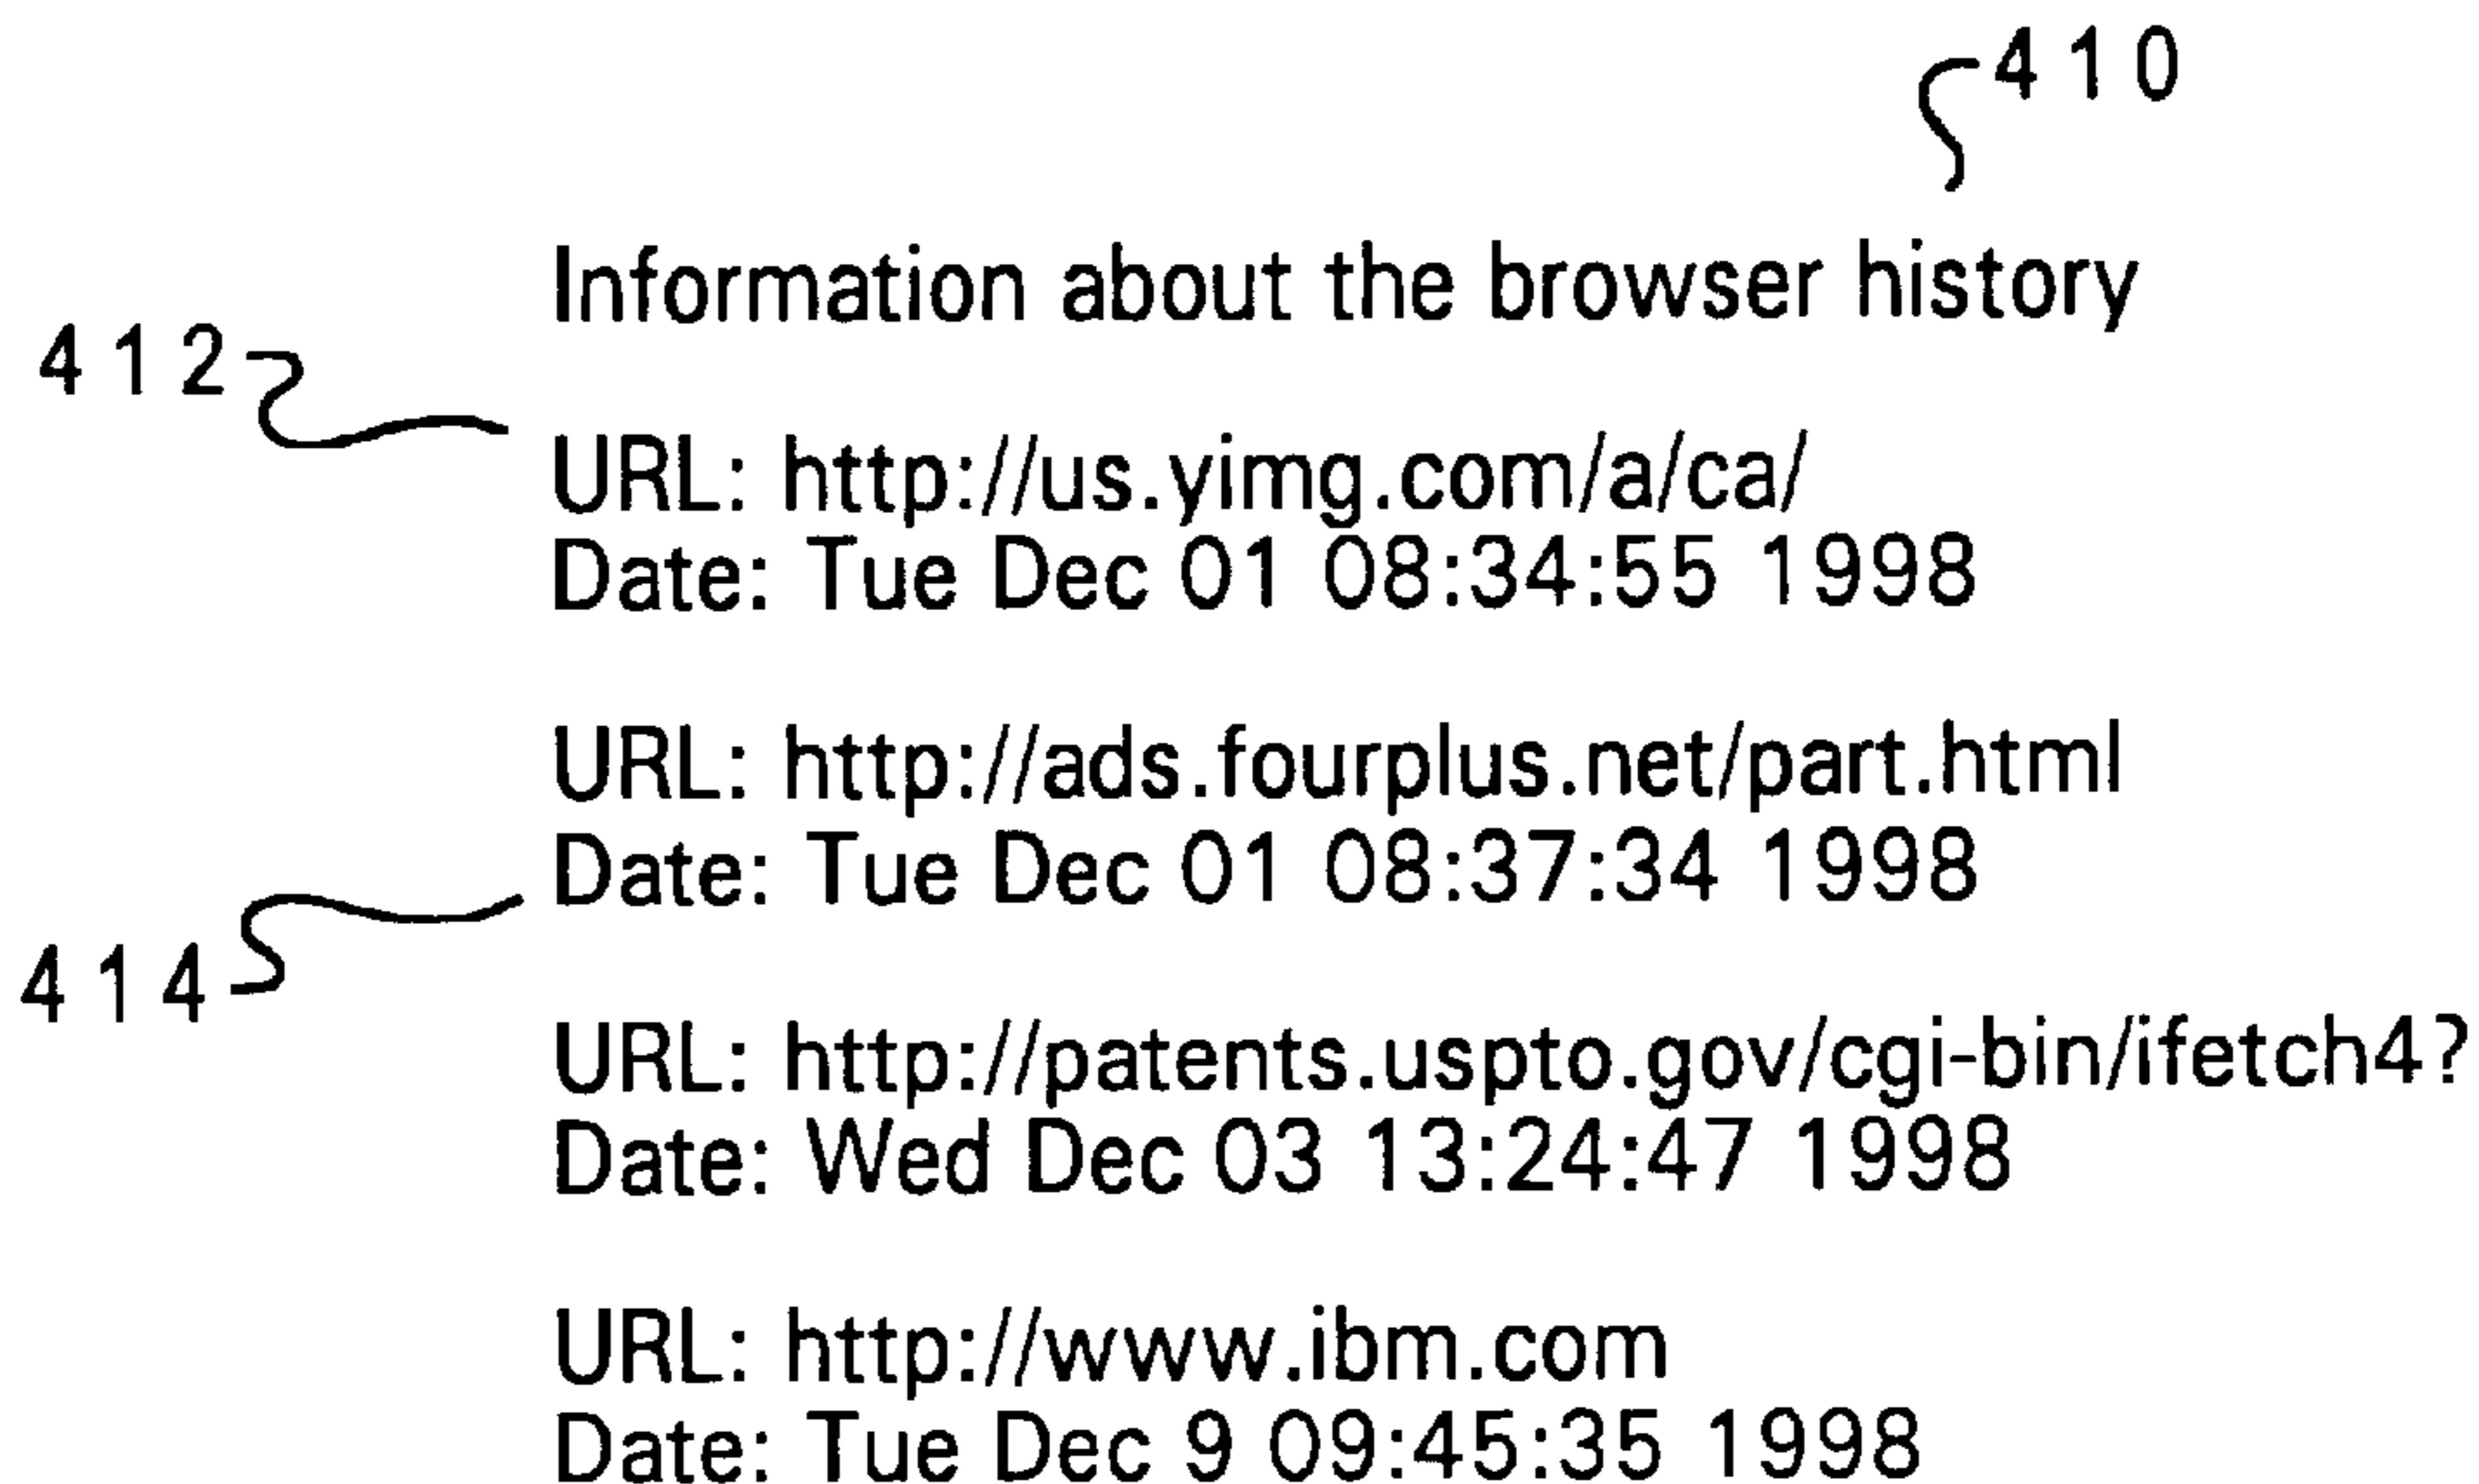 410
Information about the browser history
412
URL: http://us.yimg.com/a/ca/
Date: Tue Dec 01 08:34:55 1998
URL: http://ads.fourplus.net/part.html
Date: Tue Dec 01 08:37:34 1998
414
URL: http://patents.uspto.gov/cgi-bin/ifetch4?
Date: Wed Dec 03 13:24:47 1998
URL: http://www.ibm.com
Date: Tue Dec 9 09:45:35 1998